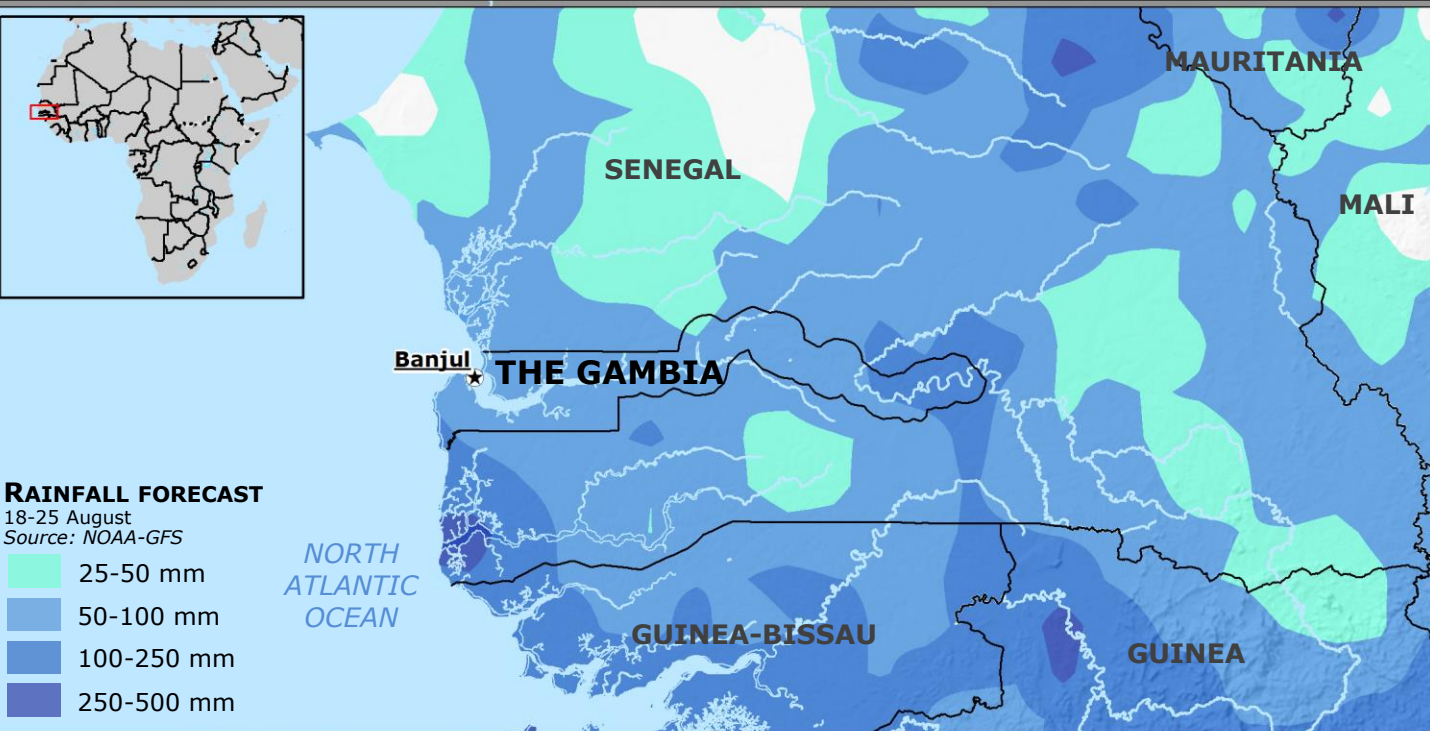 MAURITANIA
SENEGAL
MALI
Banjul
THE GAMBIA
RAINFALL FORECAST
18-25 August
Source: NOAA-GFS
25-50 mm
50-100 mm
100-250 mm
250-500 mm
NORTH
ATLANTIC
OCEAN
GUINEA-BISSAU
GUINEA